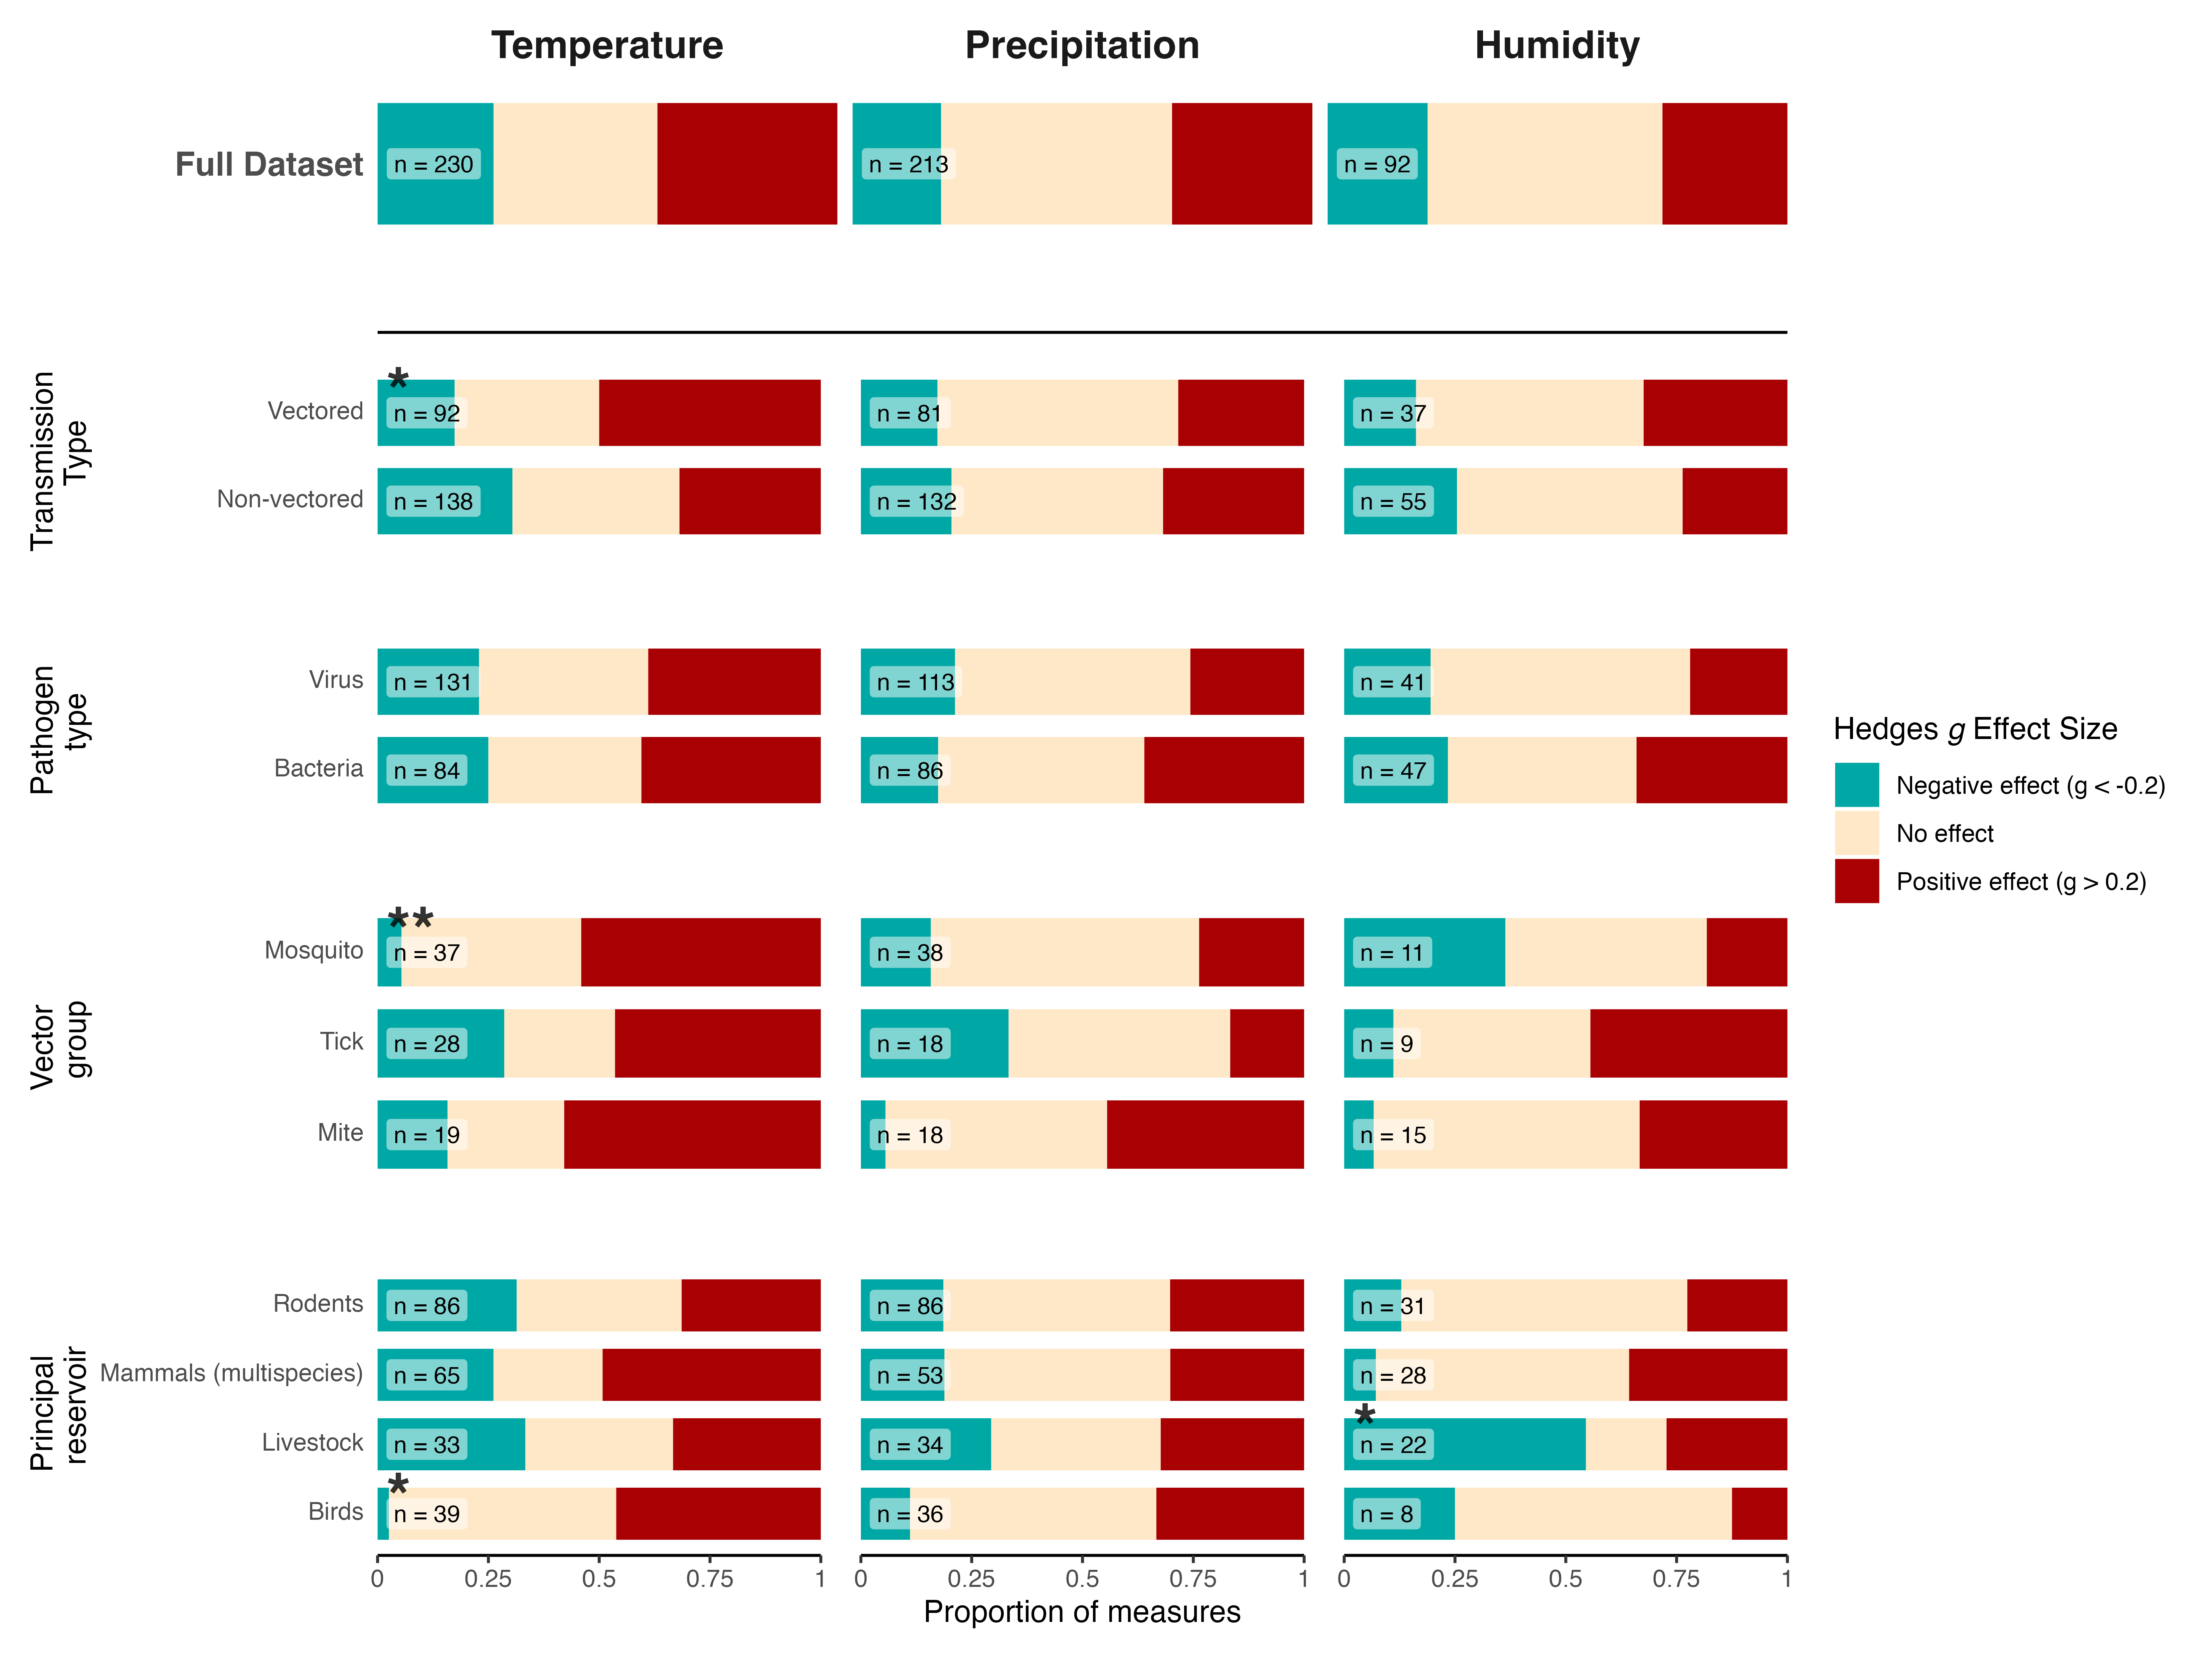 Temperature Precipitation Humidity
Full Dataset n = 230 n = 213 n = 92
Transmission
Type
* 
Vectored n = 92 n = 81 n = 37
Non-vectored n = 138 n = 132 n = 55
Pathogen
type
Virus n = 131 n = 113 n = 41
Bacteria n = 84 n = 86 n = 47
Hedges g Effect Size
Negative effect (g < -0.2)
No effect
Positive effect (g > 0.2)
Vector
group
**
Mosquito n = 37 n = 38 n = 11
Tick n = 28 n = 18 n = 9
Mite n = 19 n = 18 n = 15
Principal
reservoir
Rodents n = 86 n = 86 n = 31
Mammals (multispecies) n = 65 n = 53 n = 28
*
Livestock n = 33 n = 34 n = 22
*
Birds n = 39 n = 36 n = 8
0 0.25 0.5 0.75 1 0 0.25 0.5 0.75 1 0 0.25 0.5 0.75 1
Proportion of measures